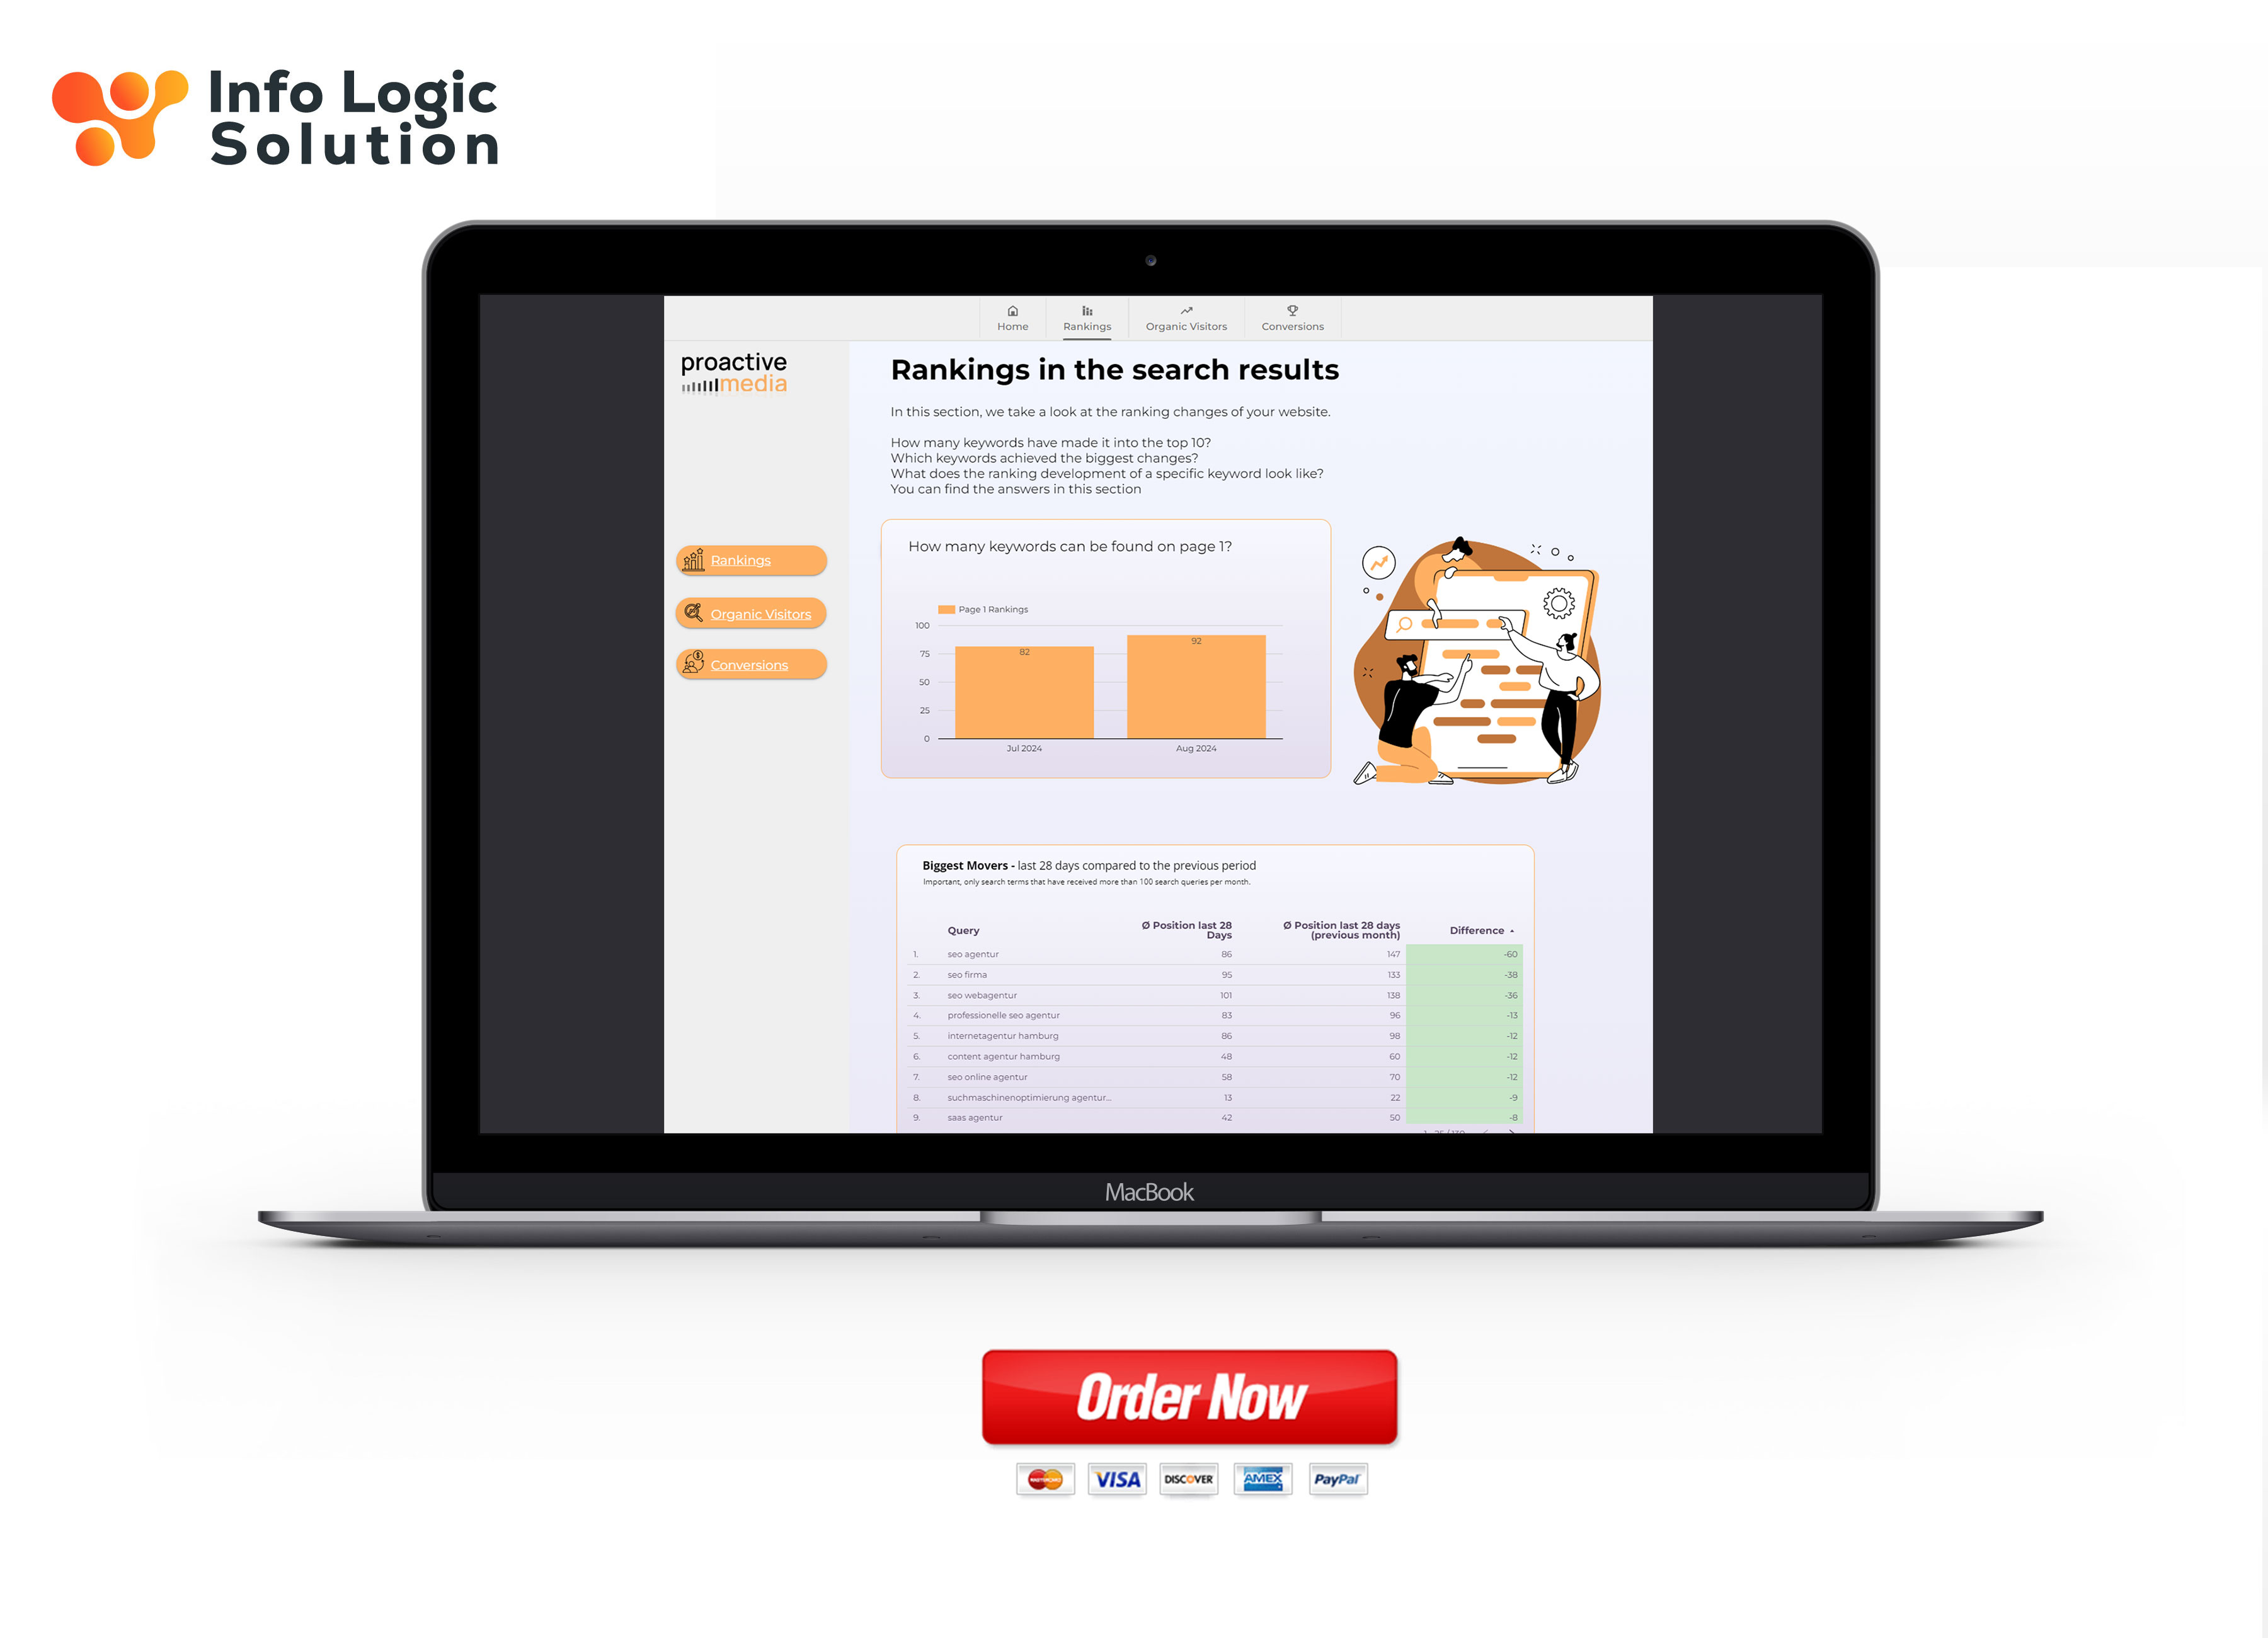 Info Logic
Solution
Home
Rankings
Organic Visitors
Conversions
proactive
media
Rankings in the search results
In this section, we take a look at the ranking changes of your website.
How many keywords have made it into the top 10?
Which keywords achieved the biggest changes?
What does the ranking development of a specific keyword look like?
You can find the answers in this section
Rankings
Organic Visitors
Conversions
How many keywords can be found on page 1?
Page 1 Rankings
100
75
50
25
0
82
92
Jul 2024
Aug 2024
Biggest Movers - last 28 days compared to the previous period
Important, only search terms that have received more than 100 search queries per month.
Query Ø Position last 28 Days Ø Position last 28 days (previous month) Difference
1. seo agentur 86 147 -60
2. seo firma 95 133 -38
3. seo webagentur 101 138 -36
4. professionelle seo agentur 83 96 -13
5. internetagentur hamburg 86 98 -12
6. content agentur hamburg 48 60 -12
7. seo online agentur 58 70 -12
8. suchmaschinenoptimierung agentur... 13 22 -9
9. saas agentur 42 50 -8
MacBook
Order Now
VISA
DISCOVER
AMEX
PayPal